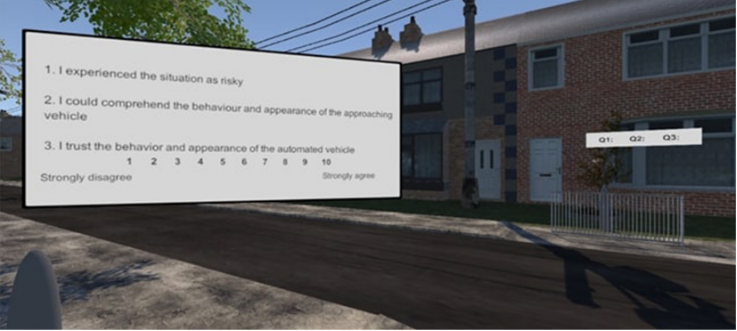 1. I experienced the situation as risky
2. I could comprehend the behaviour and appearance of the approaching
vehicle
3. I trust the behavior and appearance of the automated vehicle
1 2 3 4 5 6 7 8 9 10
Strongly disagree Strongly agree
Q1: Q2: Q3: